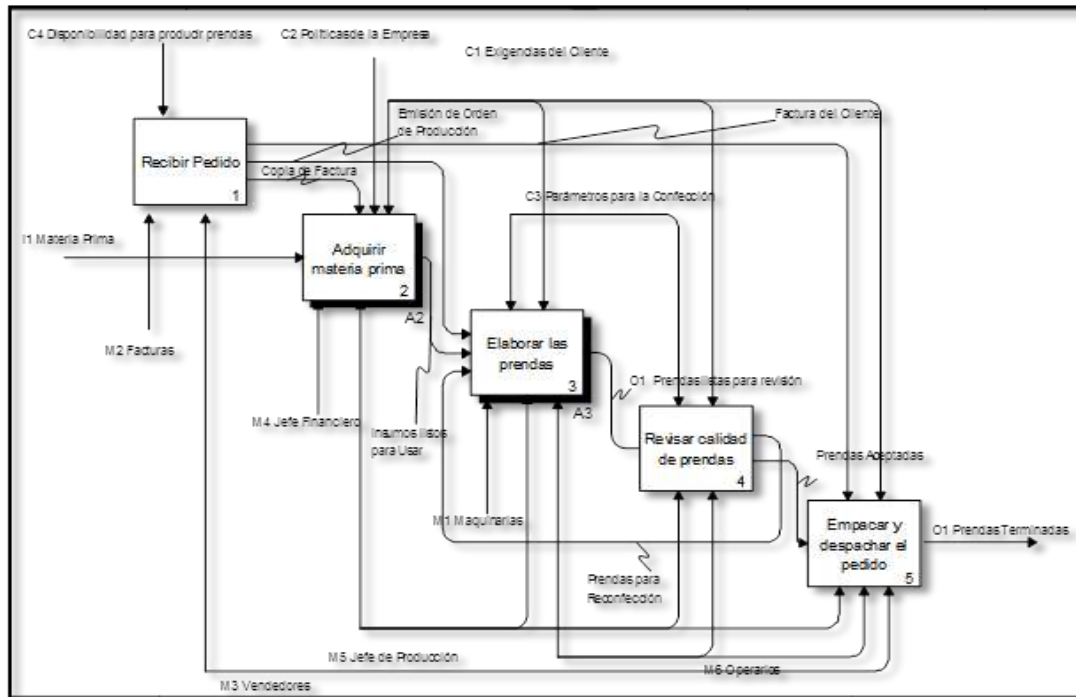 C4 Disponibilidad para producir prendas
C2 Políticas de la Empresa
C1 Exigencias del Cliente
Emisión de Orden
de Producción
Factura del Cliente
Recibir Pedido
1
Copia de Factura
C3 Parámetros para la Confección
I1 Materia Prima
Adquirir
materia prima
2
A2
M2 Facturas
Elaborar las
prendas
3
A3
O1 Prendas listas para revisión
M4 Jefe Financiero
Insumos listos
para Usar
Revisar calidad
de prendas
4
Prendas Aceptadas
M1 Maquinarias
Empacar y
despachar el
pedido
5
O1 Prendas Terminadas
Prendas para
Reconfección
M5 Jefe de Producción
M6 Operarios
M3 Vendedores